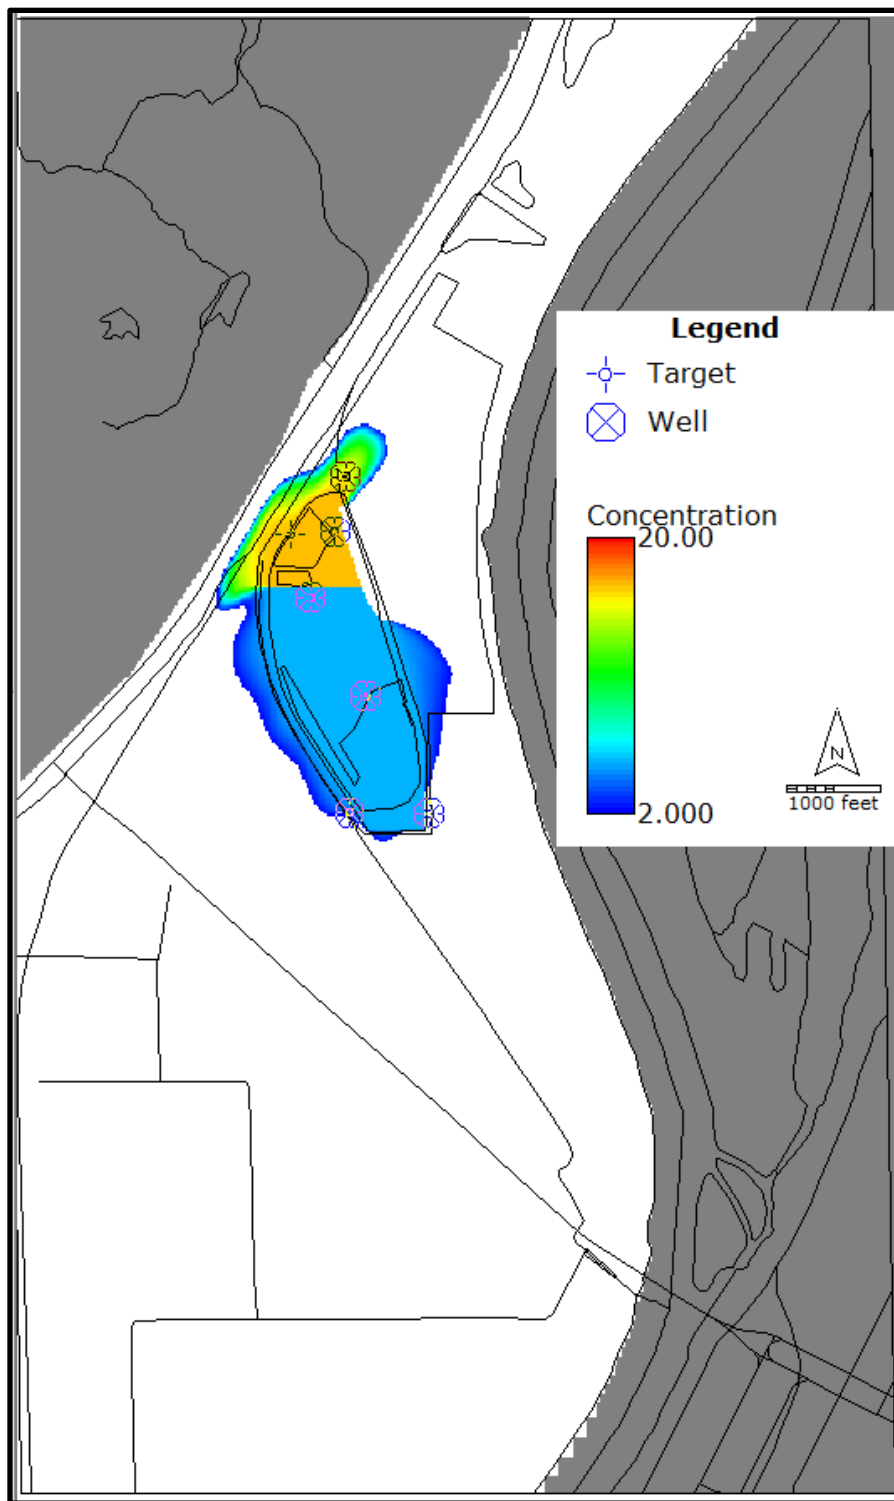 Legend
Target
Well
Concentration
20.00
2.000
N
1000 feet